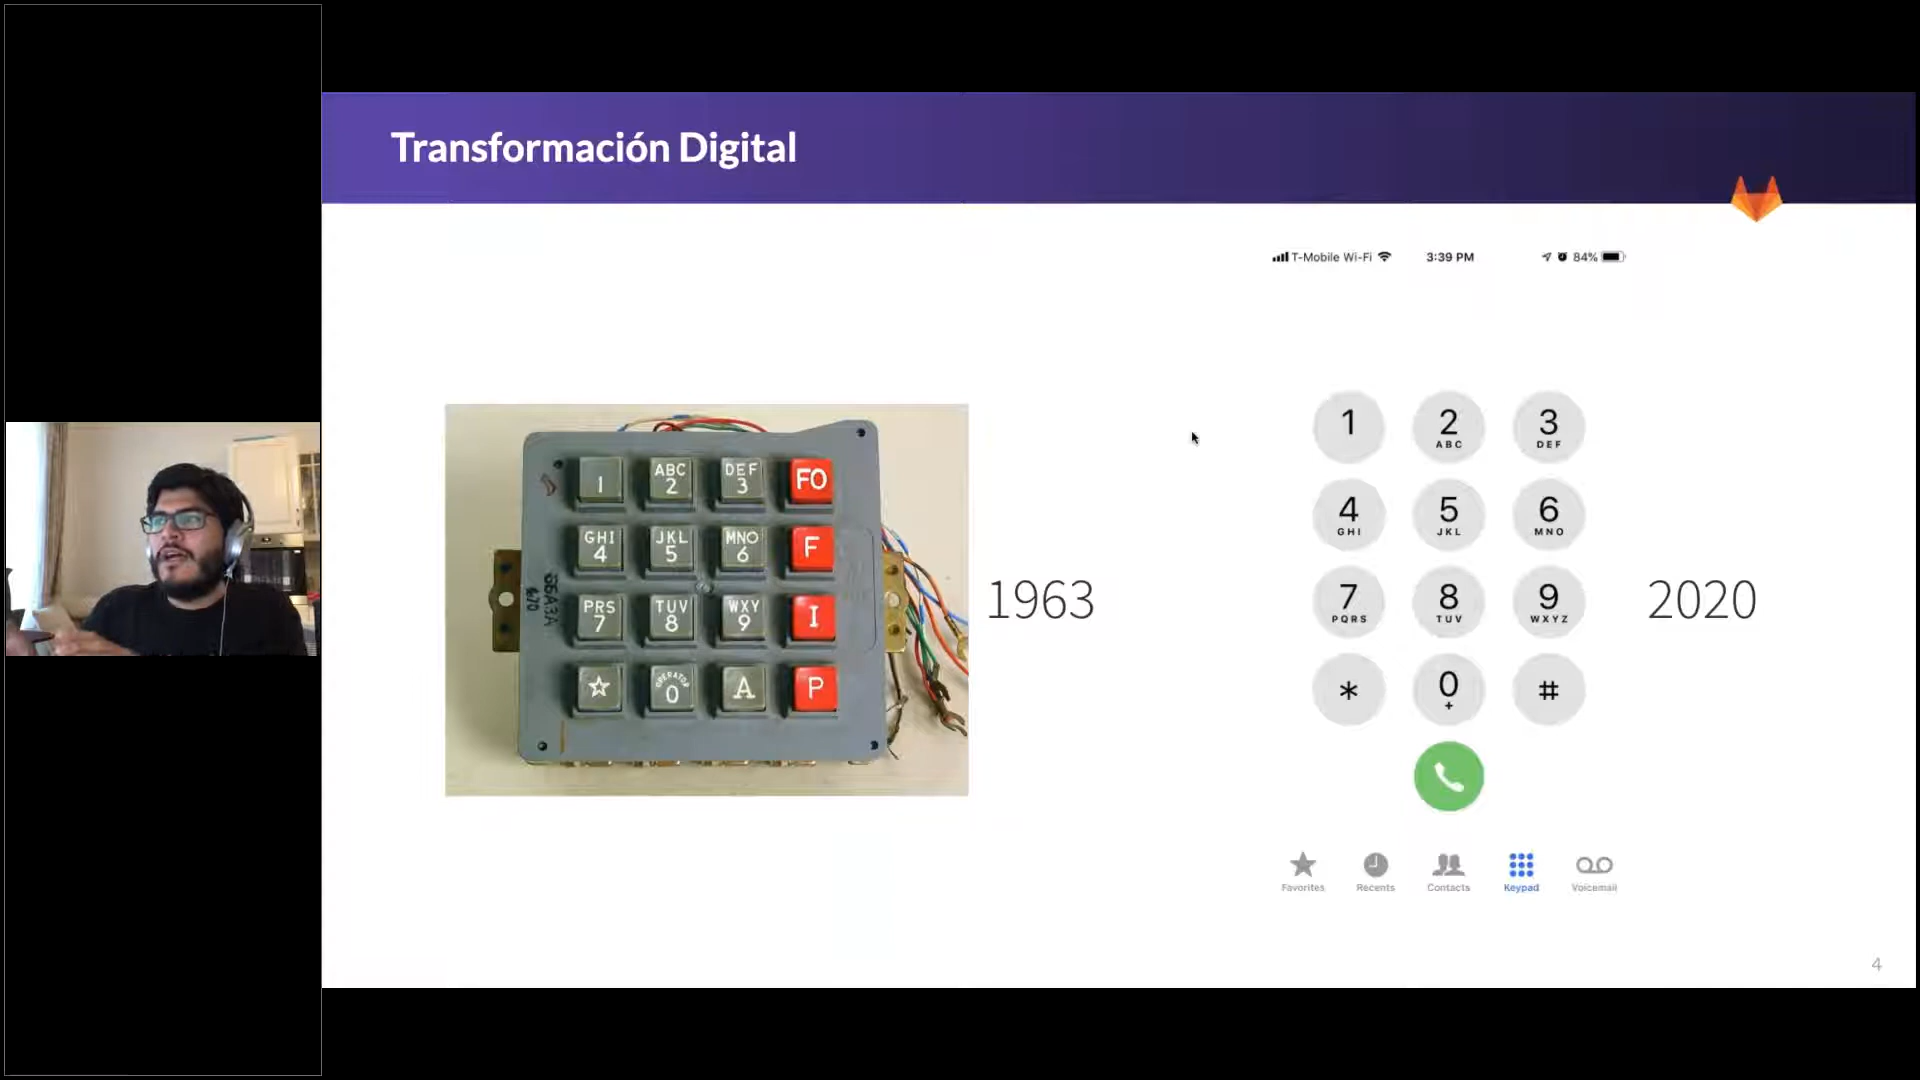 Transformación Digital
T-Mobile Wi-Fi 3:39 PM 84%
1 ABC 2 DEF 3 FO
GHI 4 JKL 5 MNO 6 F
PRS 7 TUV 8 WXY 9 I
OPERATOR 0 A P
1963
1 2 3
ABC DEF
4 5 6
GHI JKL MNO
7 8 9
PQRS TUV WXYZ
* 0 #
+
2020
Favorites Recents Contacts Keypad Voicemail
4